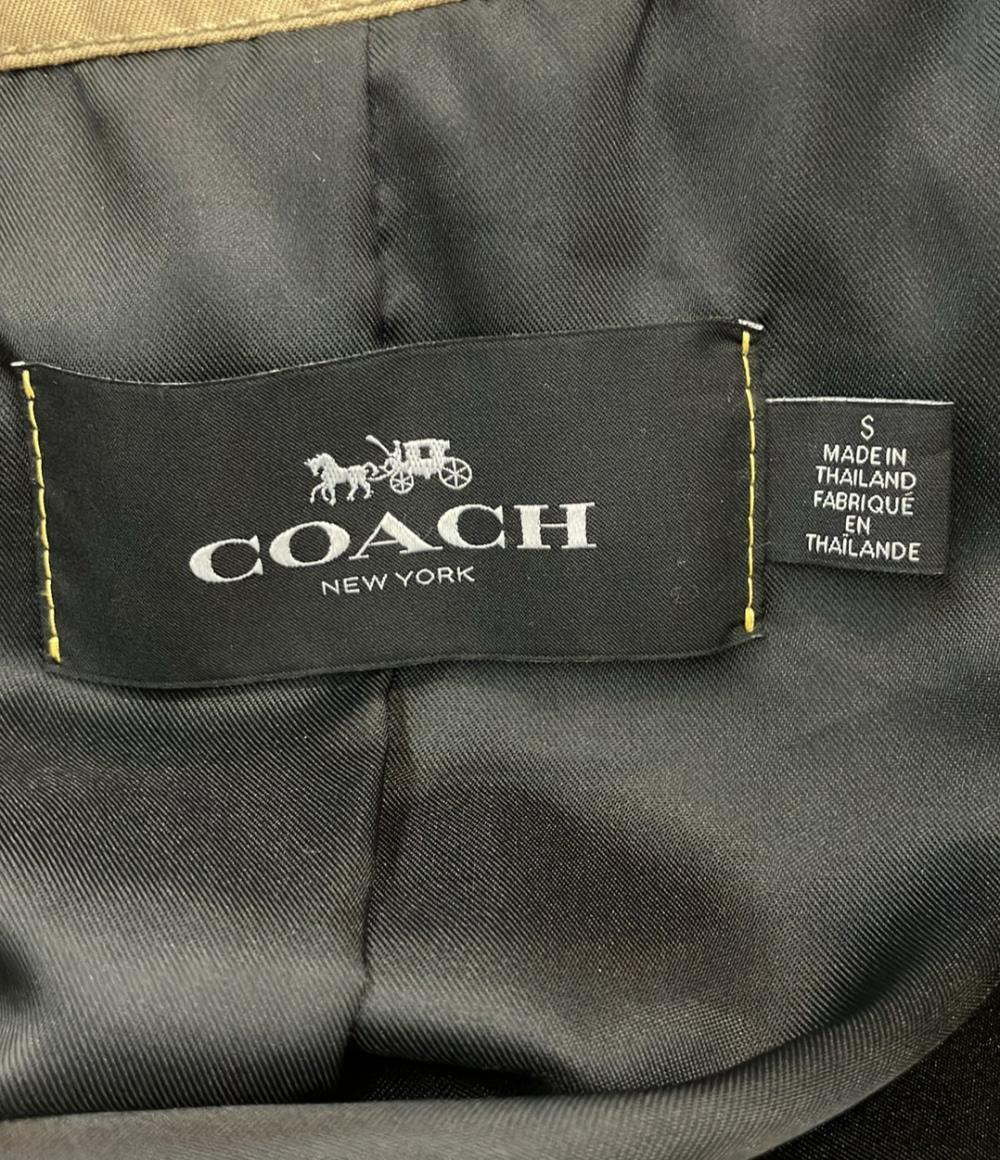 COACH
NEW YORK
S
MADE IN
THAILAND
FABRIQUÉ
EN
THAÏLANDE